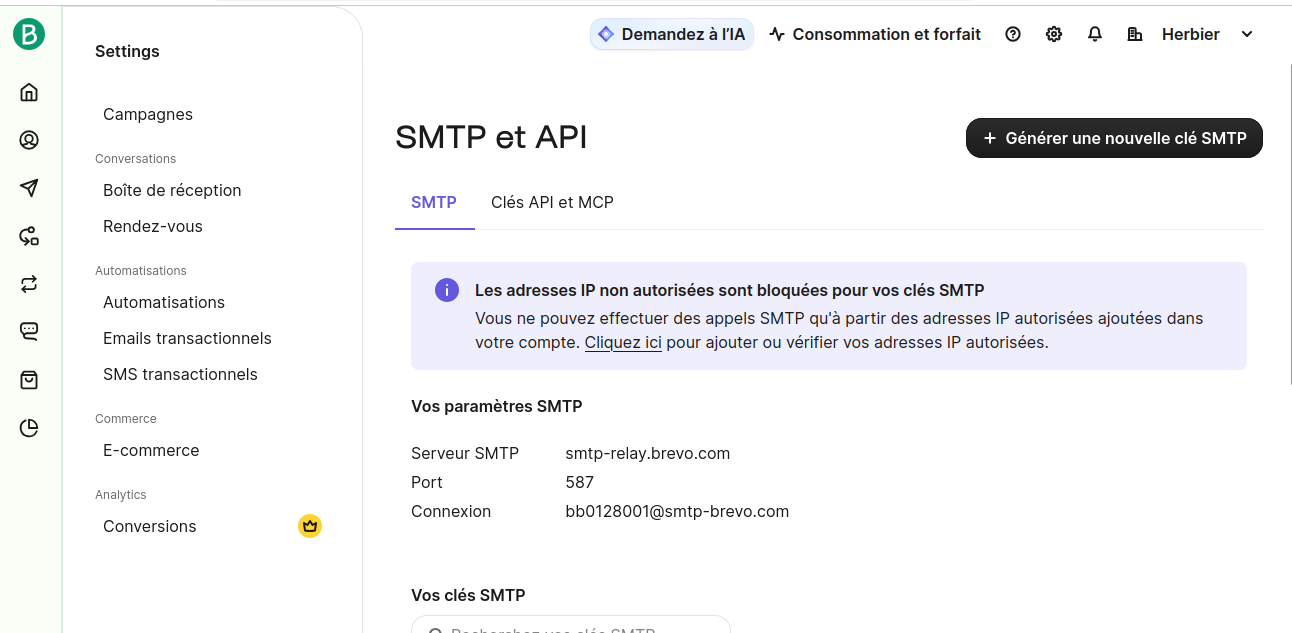 B
Demandez à l'IA
Consommation et forfait
Herbier
Settings
Campagnes
Conversations
Boîte de réception
Rendez-vous
Automatisations
Automatisations
Emails transactionnels
SMS transactionnels
Commerce
E-commerce
Analytics
Conversions
SMTP et API
+ Générer une nouvelle clé SMTP
SMTP
Clés API et MCP
Les adresses IP non autorisées sont bloquées pour vos clés SMTP
Vous ne pouvez effectuer des appels SMTP qu'à partir des adresses IP autorisées ajoutées dans
votre compte. Cliquez ici pour ajouter ou vérifier vos adresses IP autorisées.
Vos paramètres SMTP
Serveur SMTP smtp-relay.brevo.com
Port 587
Connexion bb0128001@smtp-brevo.com
Vos clés SMTP
Recherchez vos clés SMTP